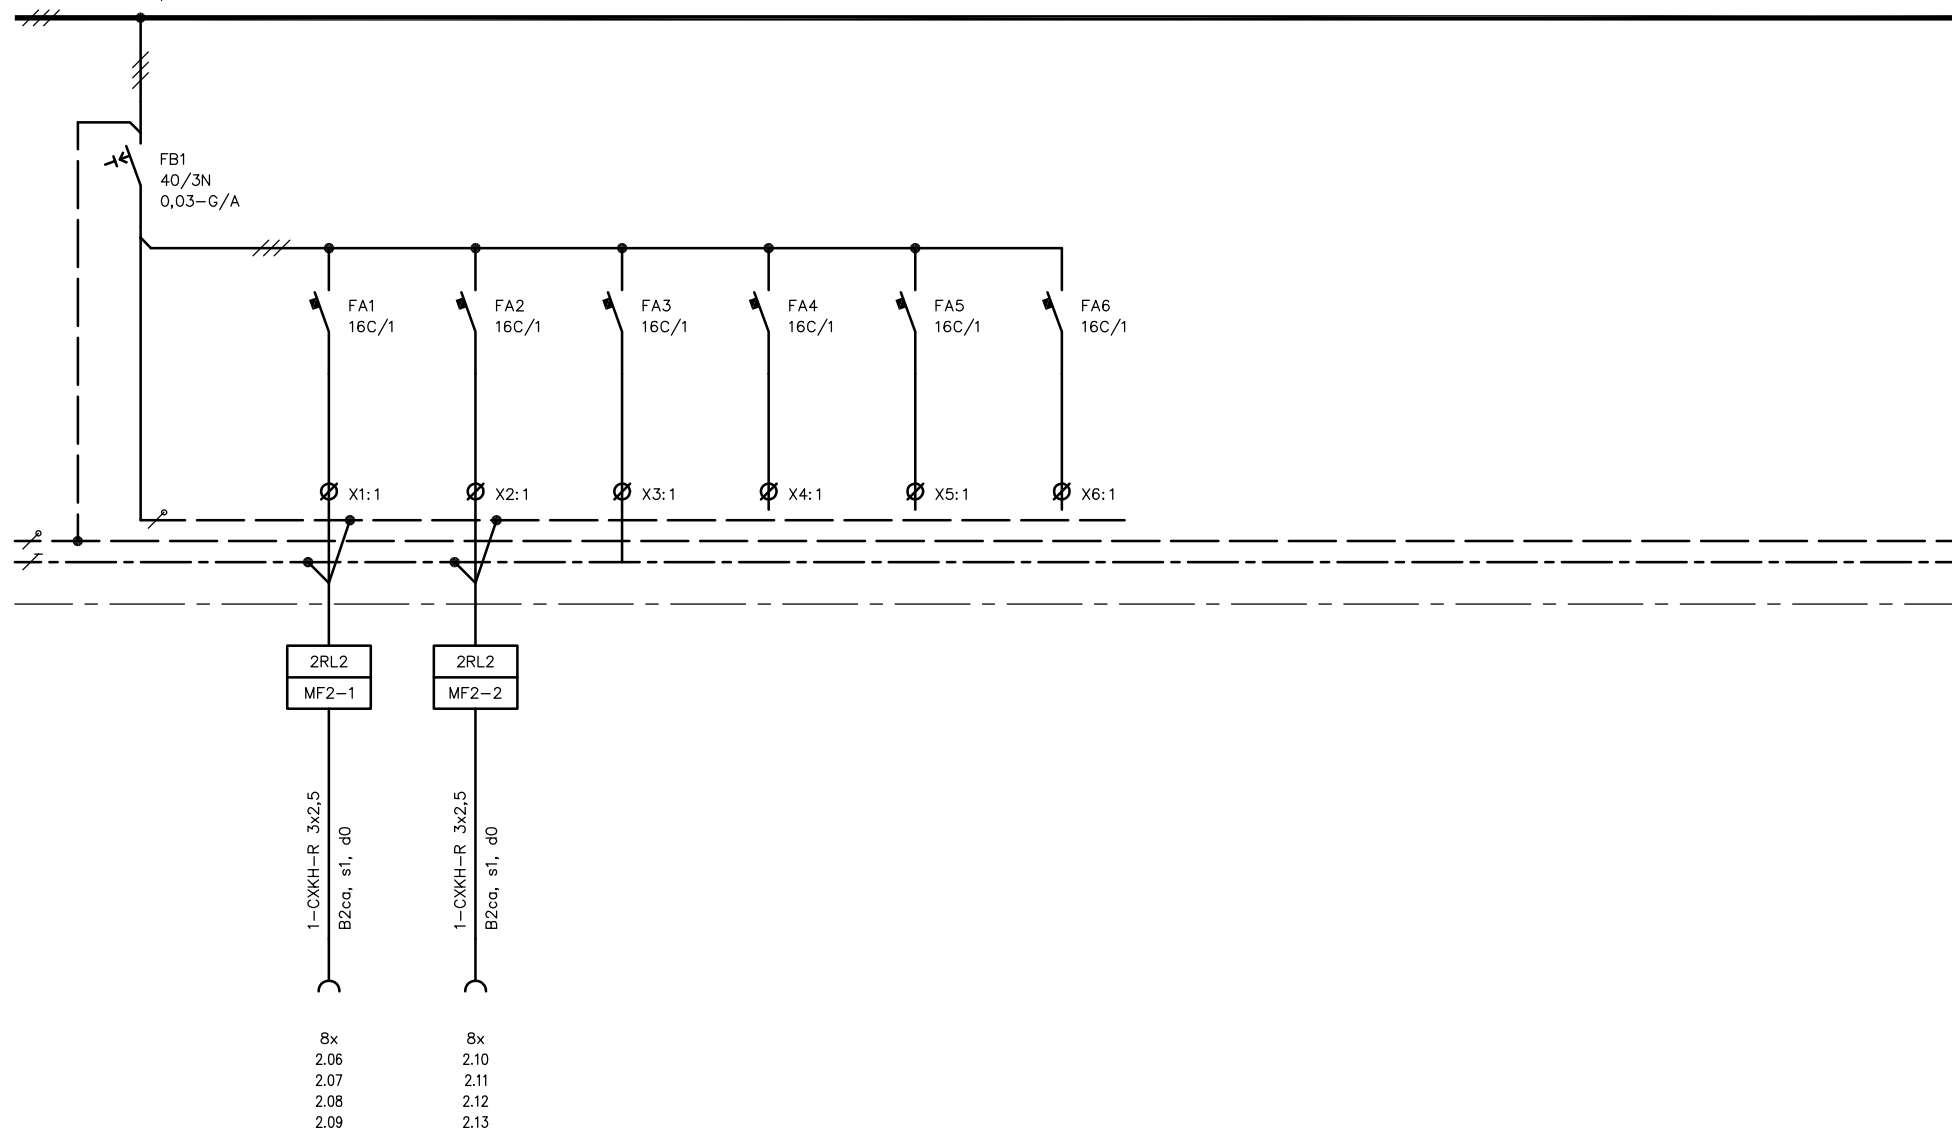 FB1
40/3N
0,03-G/A
FA1
16C/1
FA2
16C/1
FA3
16C/1
FA4
16C/1
FA5
16C/1
FA6
16C/1
X1:1
X2:1
X3:1
X4:1
X5:1
X6:1
2RL2
MF2-1
2RL2
MF2-2
1-CXKH-R 3x2,5
B2ca, s1, d0
1-CXKH-R 3x2,5
B2ca, s1, d0
8x
2.06
2.07
2.08
2.09
8x
2.10
2.11
2.12
2.13